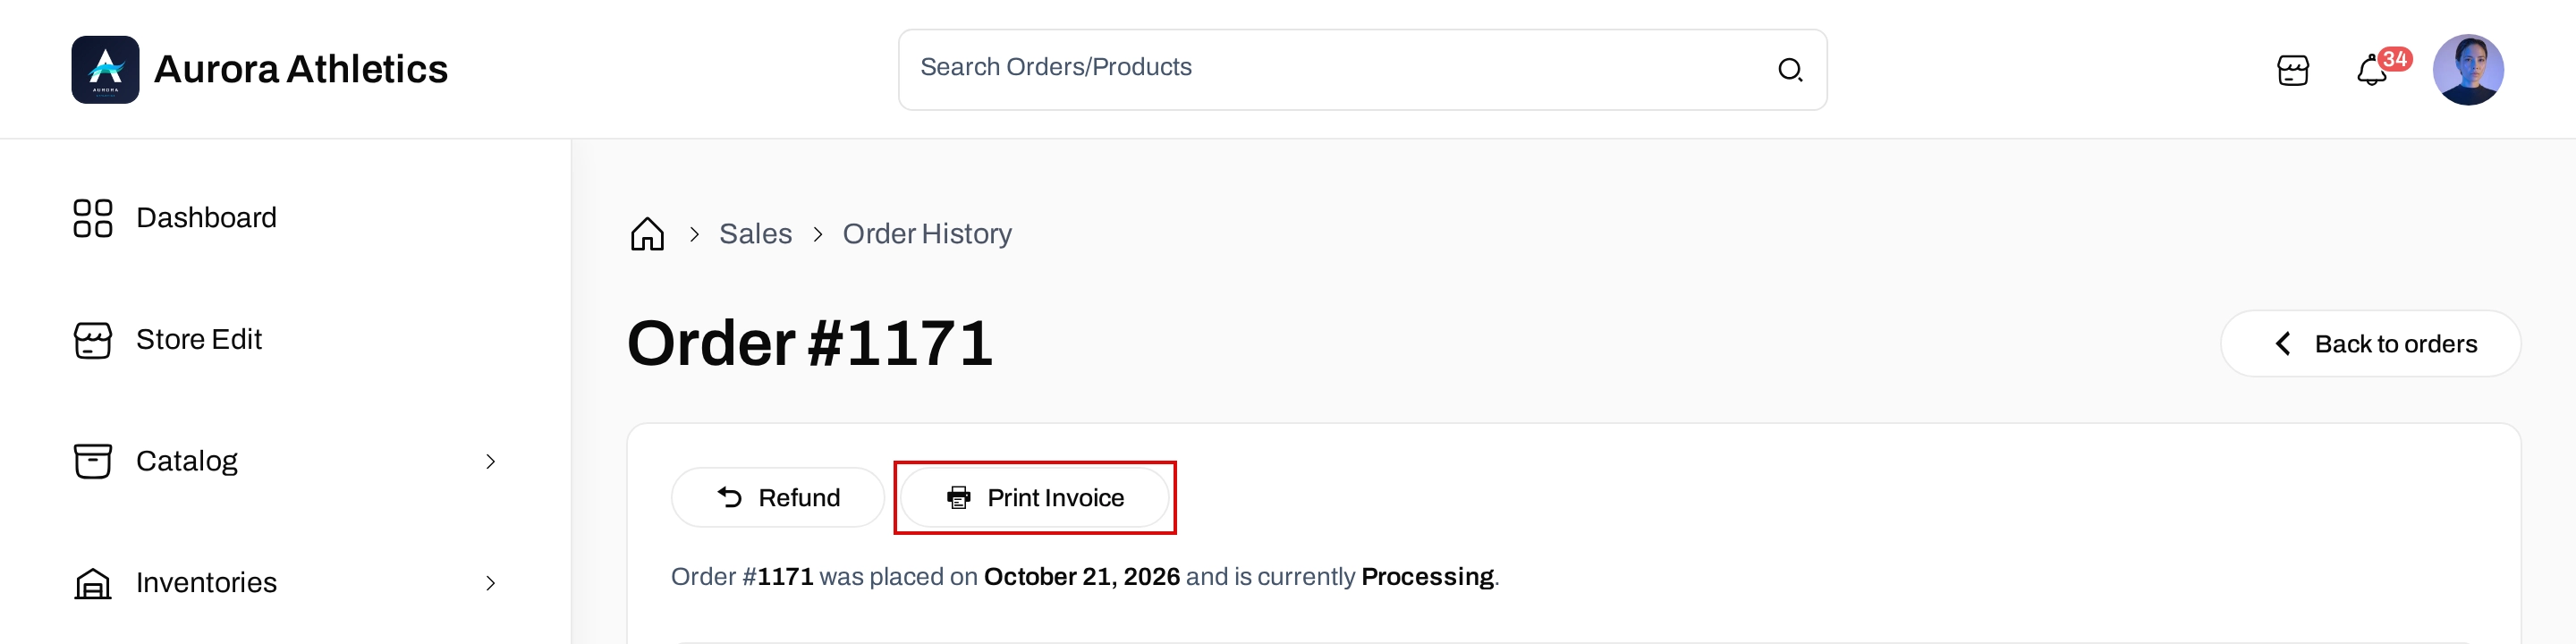 AURORA
Aurora Athletics
Search Orders/Products
34
Dashboard
Store Edit
Catalog
Inventories
Sales
Order History
Order #1171
Back to orders
Refund
Print Invoice
Order #1171 was placed on October 21, 2026 and is currently Processing.